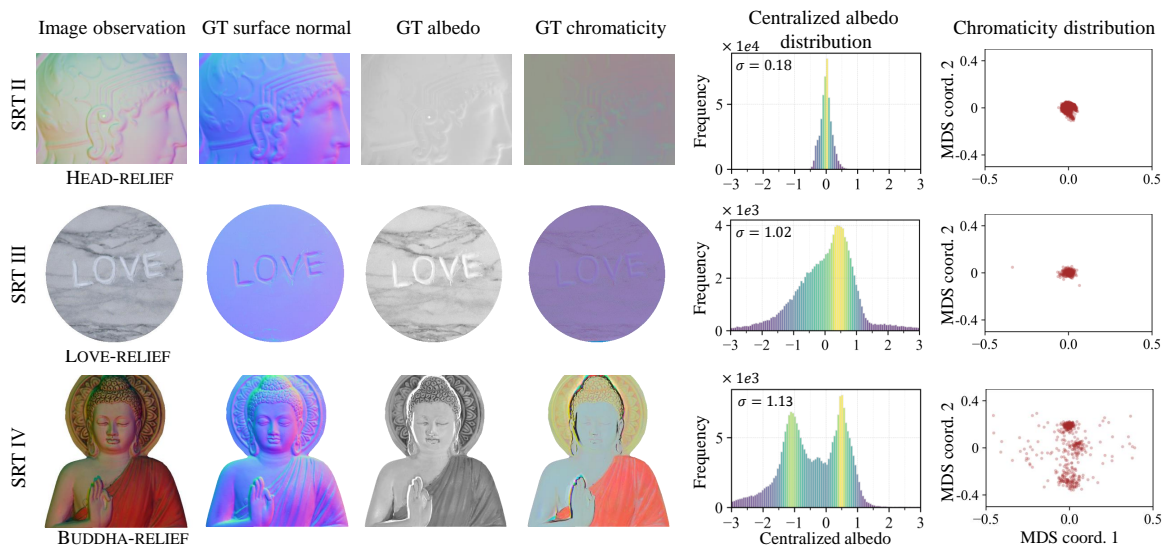 Image observation
GT surface normal
GT albedo
GT chromaticity
Centralized albedo
distribution
Chromaticity distribution
SRT II
HEAD-RELIEF
× 1e4
σ = 0.18
Frequency
5
0
−3 −2 −1 0 1 2 3
MDS coord. 2
0.4
0
-0.4
−0.5 0.0 0.5
SRT III
LOVE
LOVE
LOVE
LOVE
LOVE-RELIEF
× 1e3
σ = 1.02
Frequency
4
2
0
−3 −2 −1 0 1 2 3
MDS coord. 2
0.4
0
-0.4
−0.5 0.0 0.5
SRT IV
BUDDHA-RELIEF
× 1e3
σ = 1.13
Frequency
5
0
−3 −2 −1 0 1 2 3
Centralized albedo
MDS coord. 2
0.4
0.2
0
-0.4
−0.5 0.0 0.5
MDS coord. 1